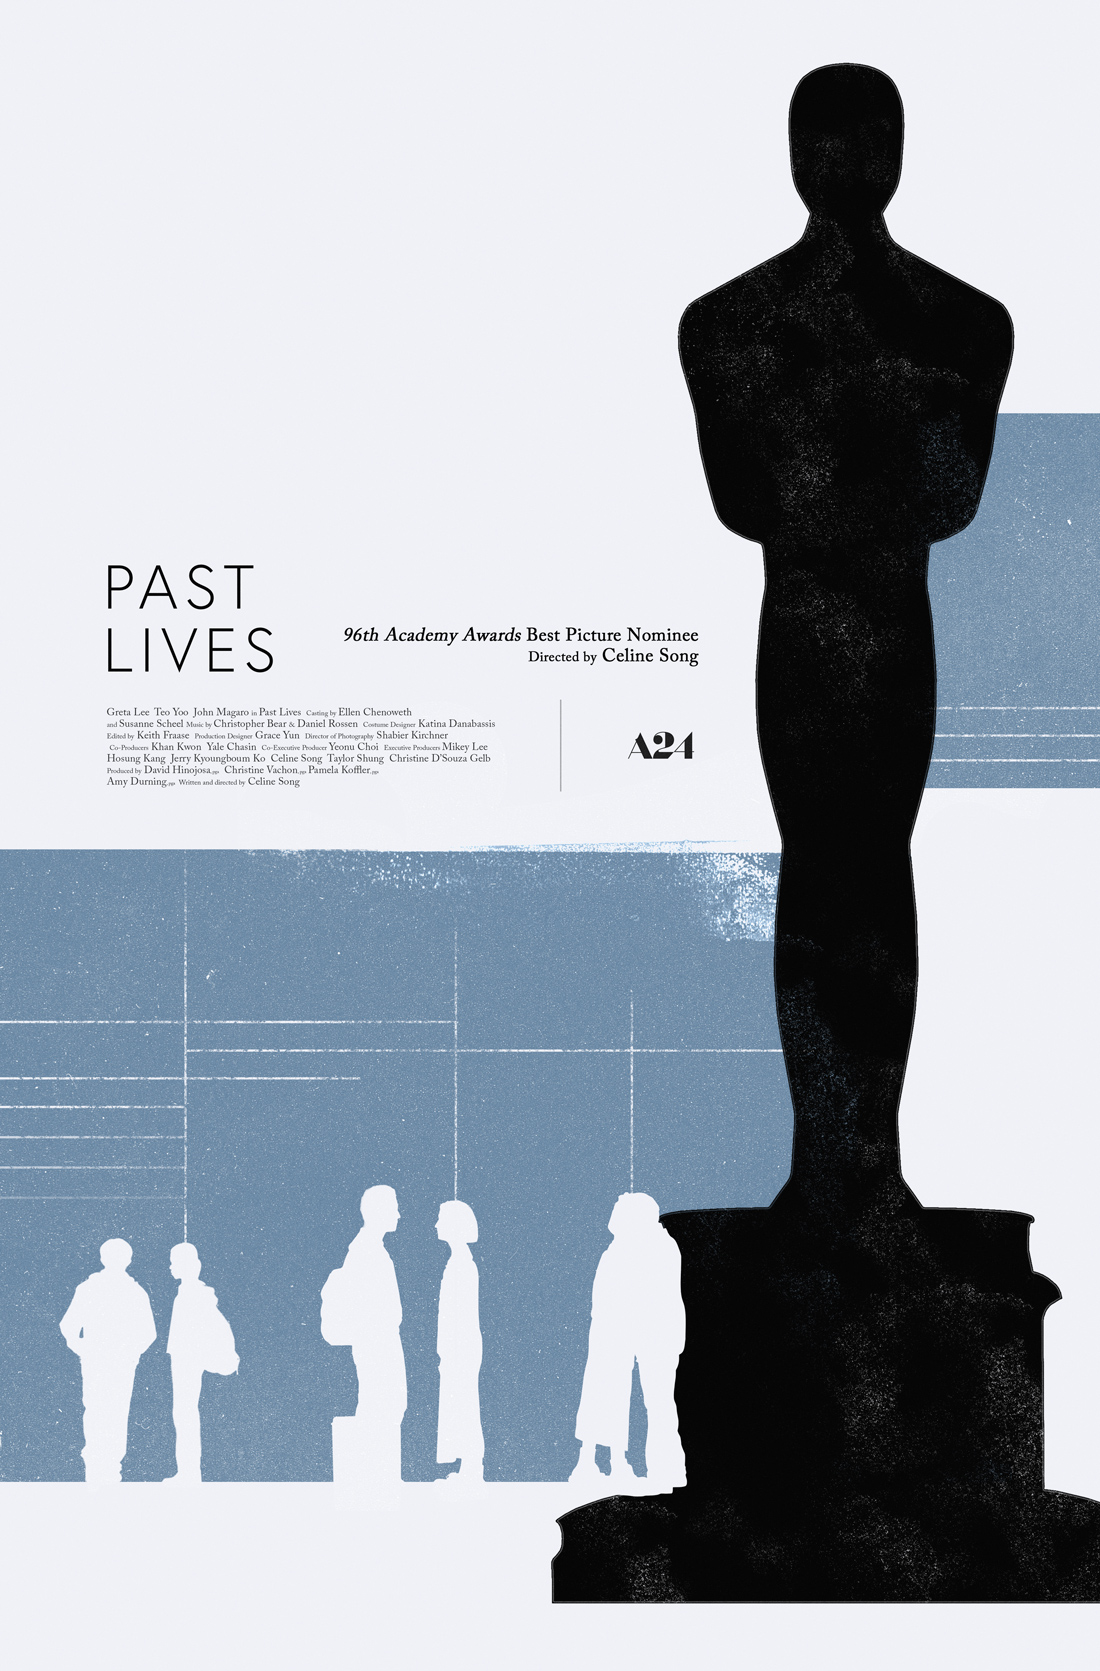 PAST
LIVES
96th Academy Awards Best Picture Nominee
Directed by Celine Song
Greta Lee Teo Yoo John Magaro in Past Lives Casting by Ellen Chenoweth
and Susanne Scheel Music by Christopher Bear & Daniel Rossen Costume Designer Katina Danabassis
Edited by Keith Fraase Production Designer Grace Yun Director of Photography Shabier Kirchner
Co-Producers Khan Kwon Yale Chasin Co-Executive Producer Yeonu Choi Executive Producers Mikey Lee
Hosung Kang Jerry Kyoungboum Ko Celine Song Taylor Shung Christine D'Souza Gelb
Produced by David Hinojosa,pga Christine Vachon,pga Pamela Koffler,pga
Amy Durning,pga Written and directed by Celine Song
A24